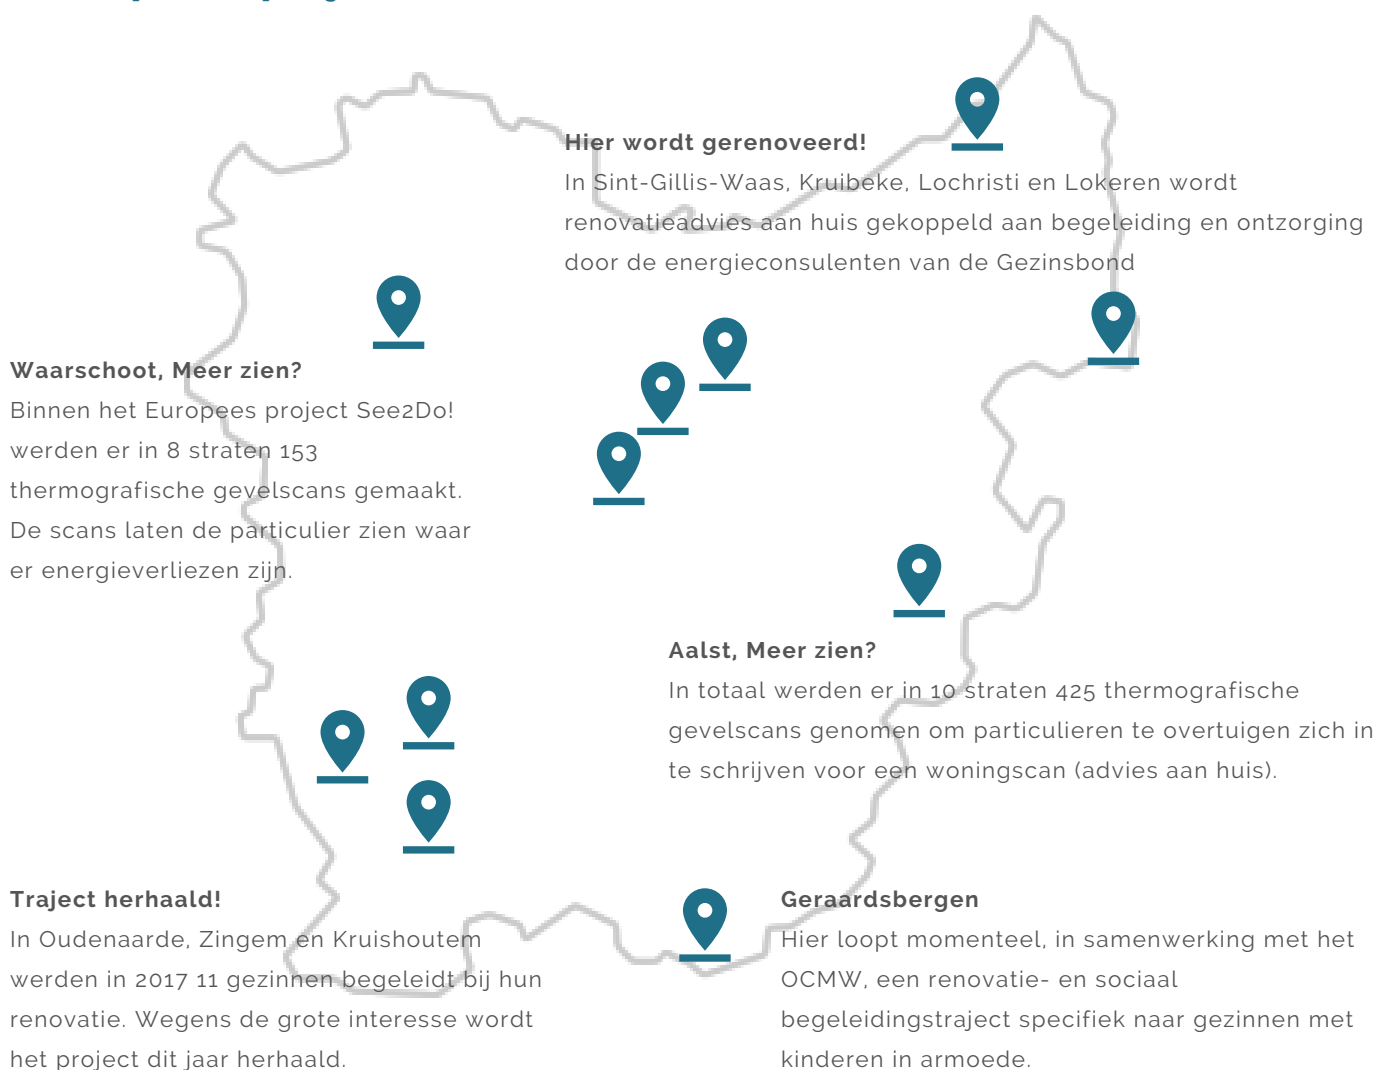 Hier wordt gerenoveerd!
In Sint-Gillis-Waas, Kruibeke, Lochristi en Lokeren wordt
renovatieadvies aan huis gekoppeld aan begeleiding en ontzorging
door de energieconsulenten van de Gezinsbond
Waarschoot, Meer zien?
Binnen het Europees project See2Do!
werden er in 8 straten 153
thermografische gevelscans gemaakt.
De scans laten de particulier zien waar
er energieverliezen zijn.
Aalst, Meer zien?
In totaal werden er in 10 straten 425 thermografische
gevelscans genomen om particulieren te overtuigen zich in
te schrijven voor een woningscan (advies aan huis).
Traject herhaald!
In Oudenaarde, Zingem en Kruishoutem
werden in 2017 11 gezinnen begeleidt bij hun
renovatie. Wegens de grote interesse wordt
het project dit jaar herhaald.
Geraardsbergen
Hier loopt momenteel, in samenwerking met het
OCMW, een renovatie- en sociaal
begeleidingstraject specifiek naar gezinnen met
kinderen in armoede.